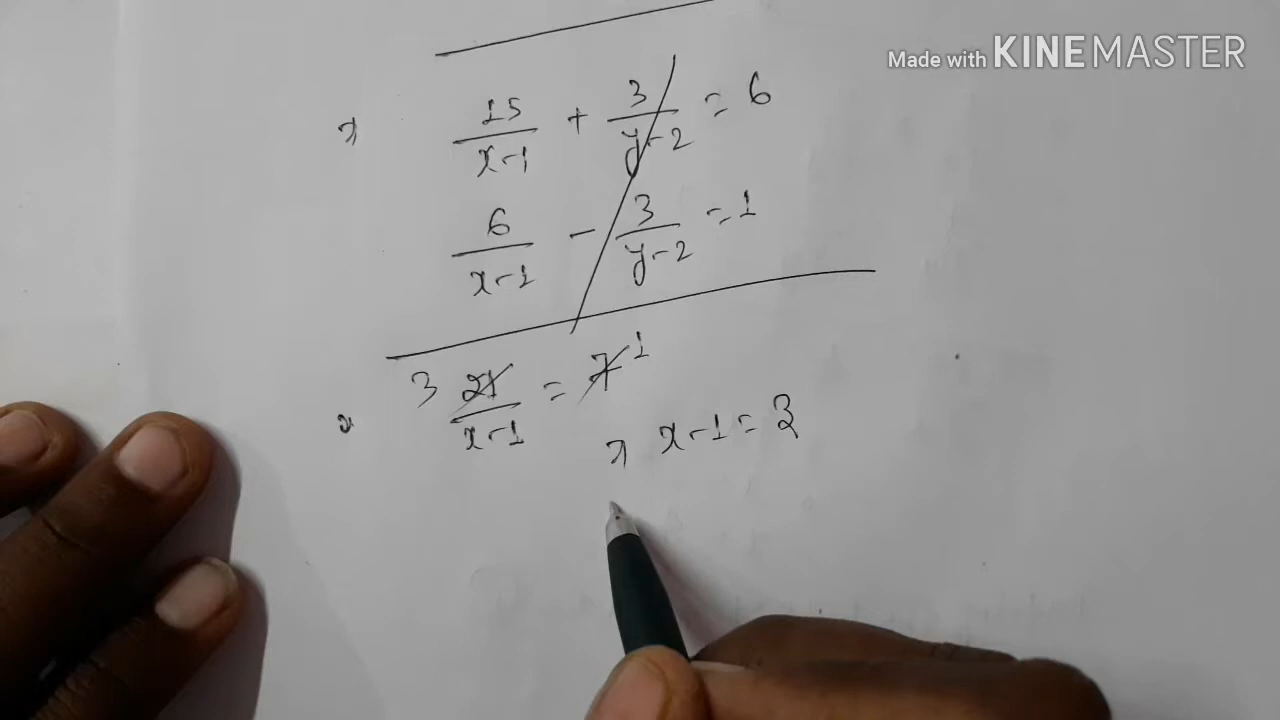 Made with KINEMASTER
15/x-1 + 3/y-2 = 6
6/x-1 - 3/y-2 = 1
3 21/x-1 = 7 1
x-1 = 3